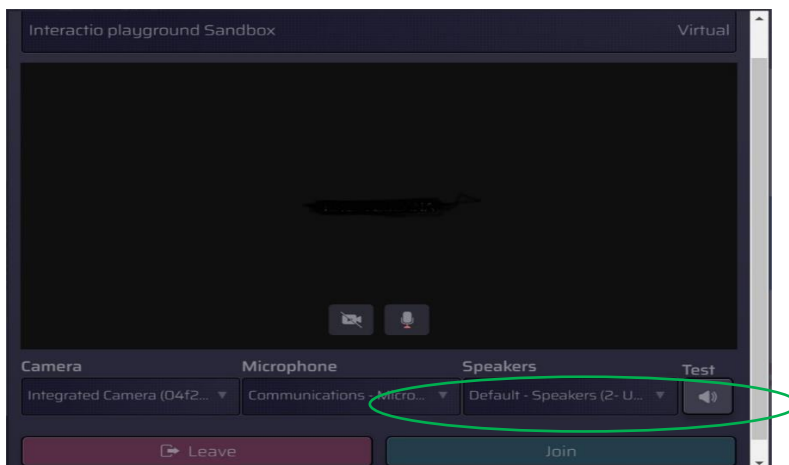 Interactio playground Sandbox Virtual
Camera Microphone Speakers Test
Integrated Camera (04f2... Communications - Micro... Default - Speakers (2- U...
Leave Join